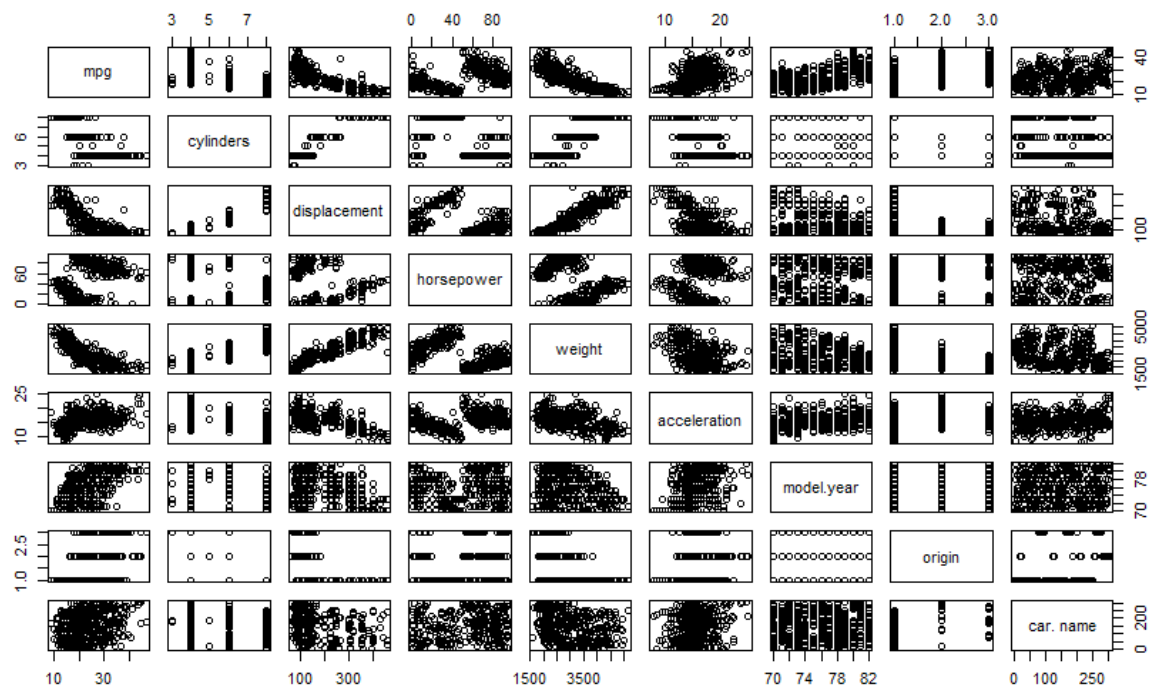 3 5 7 0 40 80 10 20 1.0 2.0 3.0
mpg
10 40
3 6
cylinders
displacement
100
0 60
horsepower
weight
1500 5000
10 25
acceleration
model.year
70 78
1.0 2.5
origin
car. name
0 200
10 30 100 300 1500 3500 70 74 78 82 0 100 250